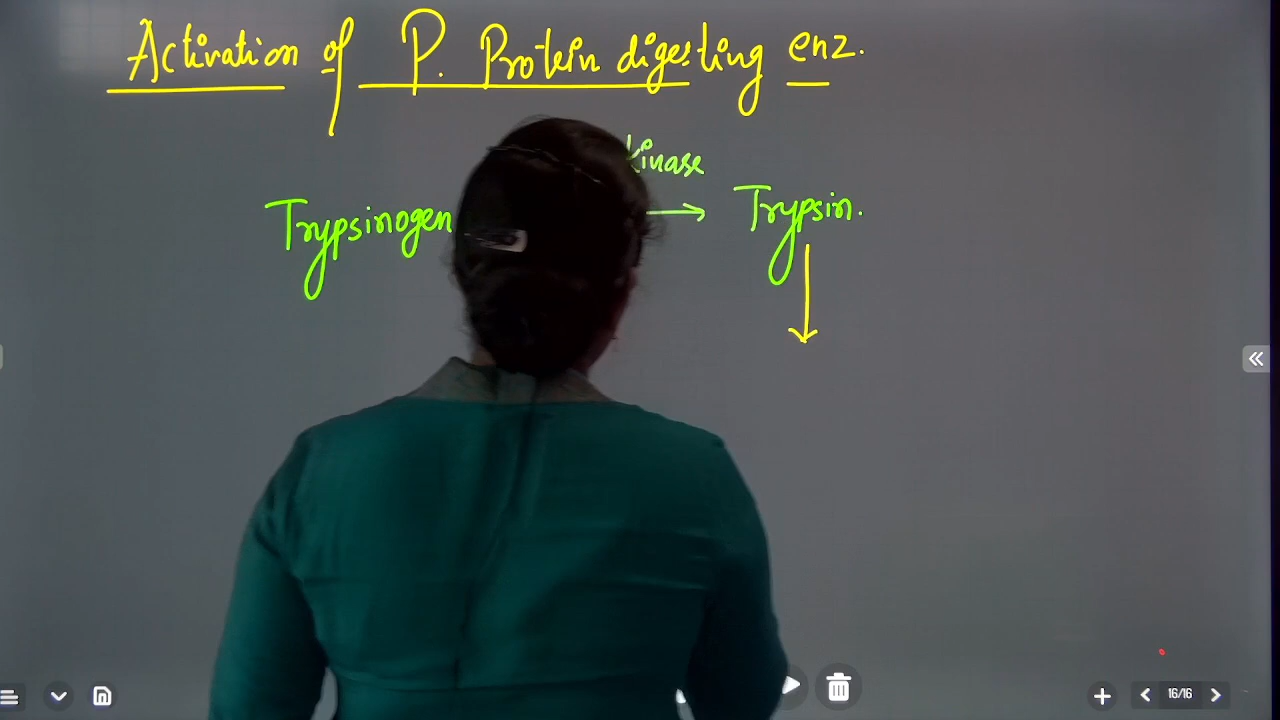 Activation of P. Protein digesting enz.
kinase
Trypsinogen → Trypsin.
16/16